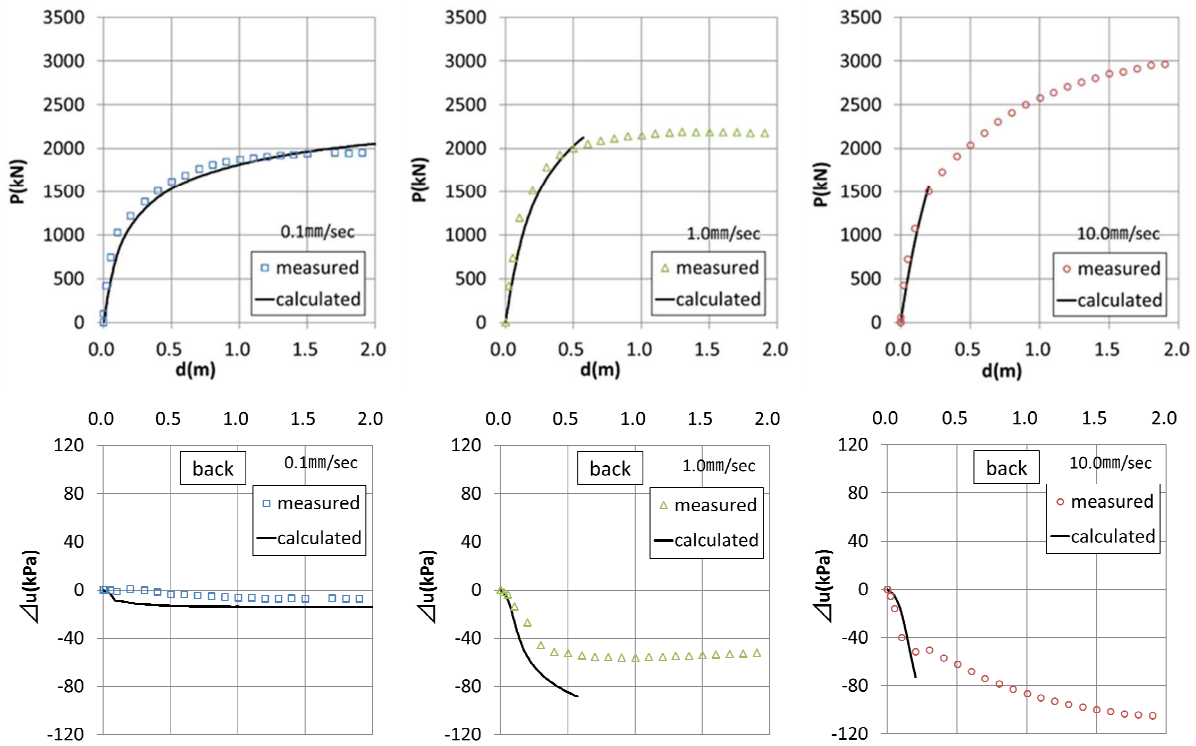 3500
3000
2500
2000
1500
1000
500
0
P(kN)
0.1mm/sec
measured
calculated
0.0 0.5 1.0 1.5 2.0
d(m)
3500
3000
2500
2000
1500
1000
500
0
P(kN)
1.0mm/sec
measured
calculated
0.0 0.5 1.0 1.5 2.0
d(m)
3500
3000
2500
2000
1500
1000
500
0
P(kN)
10.0mm/sec
measured
calculated
0.0 0.5 1.0 1.5 2.0
d(m)
0.0 0.5 1.0 1.5 2.0
120
80
40
0
-40
-80
-120
⊿u(kPa)
back
0.1mm/sec
measured
calculated
0.0 0.5 1.0 1.5 2.0
120
80
40
0
-40
-80
-120
⊿u(kPa)
back
1.0mm/sec
measured
calculated
0.0 0.5 1.0 1.5 2.0
120
80
40
0
-40
-80
-120
⊿u(kPa)
back
10.0mm/sec
measured
calculated